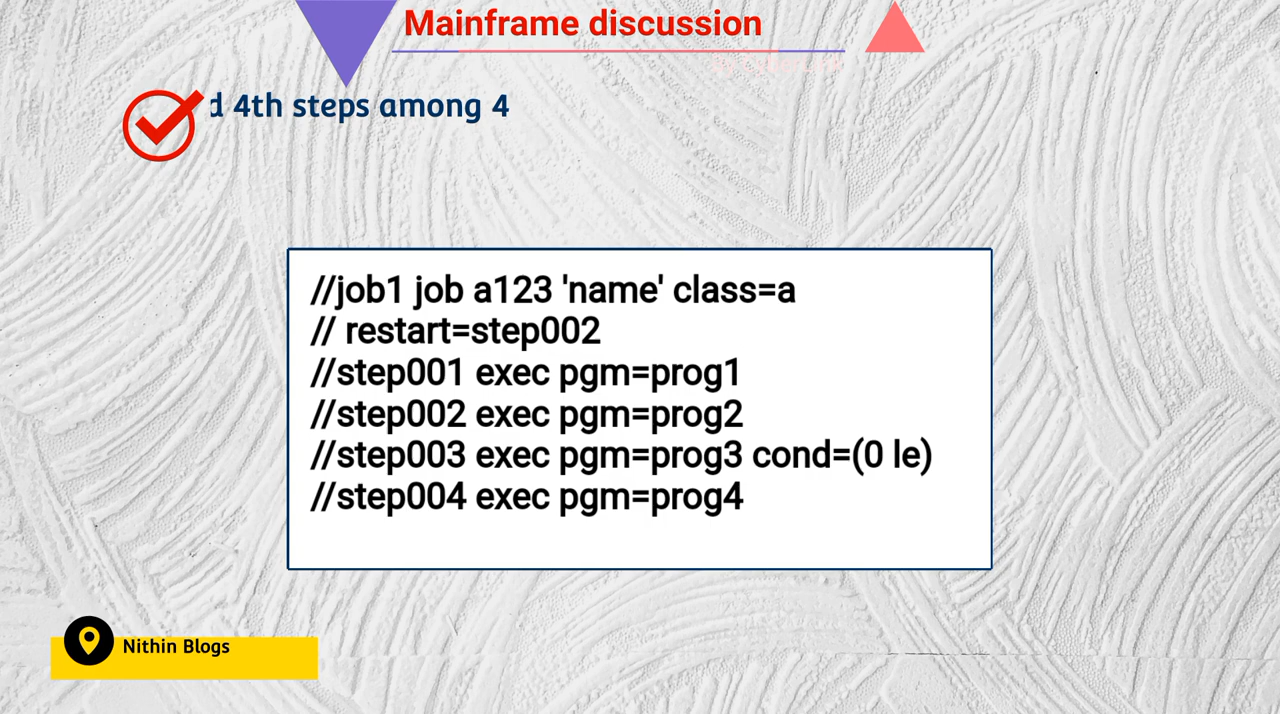 Mainframe discussion
4th steps among 4
//job1 job a123 'name' class=a
// restart=step002
//step001 exec pgm=prog1
//step002 exec pgm=prog2
//step003 exec pgm=prog3 cond=(0 le)
//step004 exec pgm=prog4
Nithin Blogs